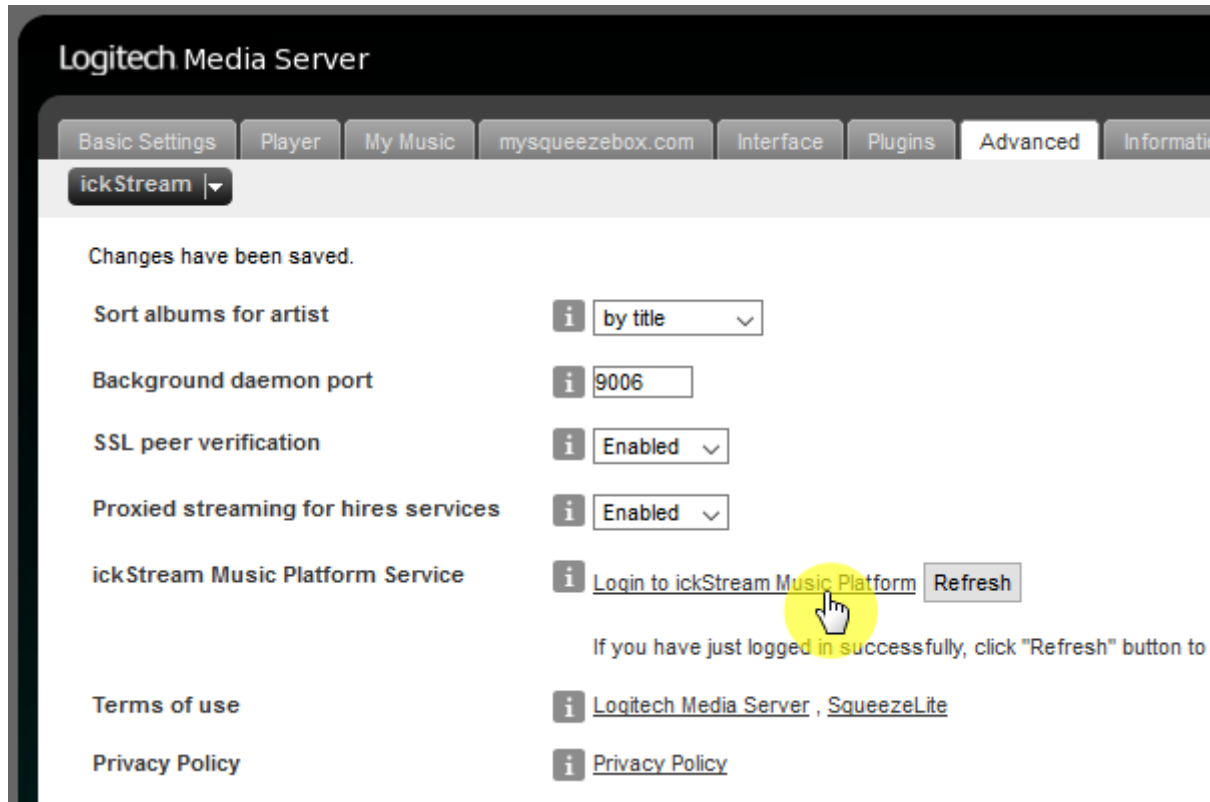 Logitech Media Server
Basic Settings Player My Music mysqueezebox.com Interface Plugins Advanced Informati
ickStream
Changes have been saved.
Sort albums for artist i by title
Background daemon port i 9006
SSL peer verification i Enabled
Proxied streaming for hires services i Enabled
ickStream Music Platform Service i Login to ickStream Music Platform Refresh
If you have just logged in successfully, click "Refresh" button to
Terms of use i Logitech Media Server , SqueezeLite
Privacy Policy i Privacy Policy